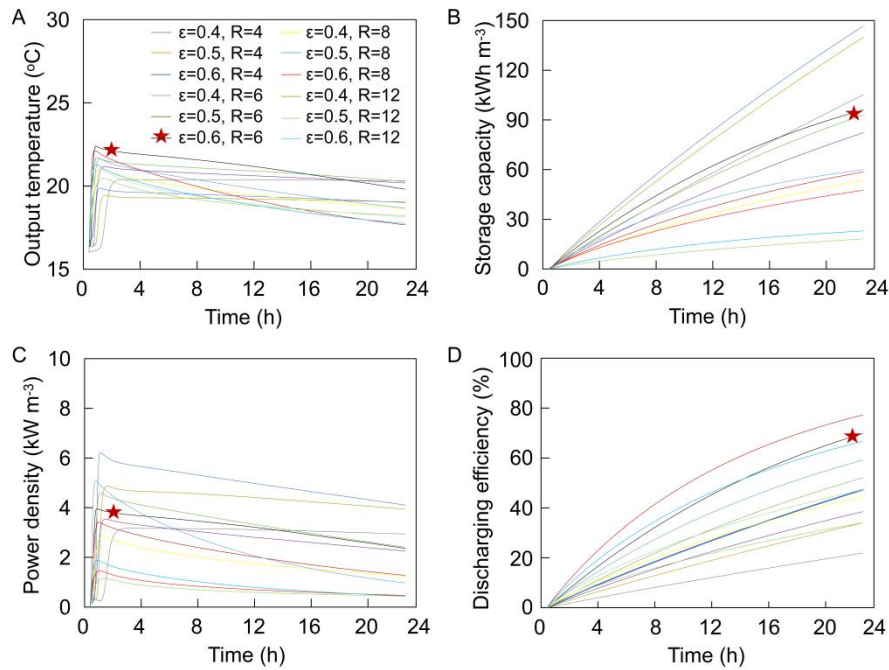 A
Output temperature (°C)
30
25
20
15
0 4 8 12 16 20 24
Time (h)
ε=0.4, R=4 ε=0.4, R=8
ε=0.5, R=4 ε=0.5, R=8
ε=0.6, R=4 ε=0.6, R=8
ε=0.4, R=6 ε=0.4, R=12
ε=0.5, R=6 ε=0.5, R=12
ε=0.6, R=6 ε=0.6, R=12
B
Storage capacity (kWh m⁻³)
150
120
90
60
30
0
0 4 8 12 16 20 24
Time (h)
C
Power density (kW m⁻³)
10
8
6
4
2
0
0 4 8 12 16 20 24
Time (h)
D
Discharging efficiency (%)
100
80
60
40
20
0
0 4 8 12 16 20 24
Time (h)